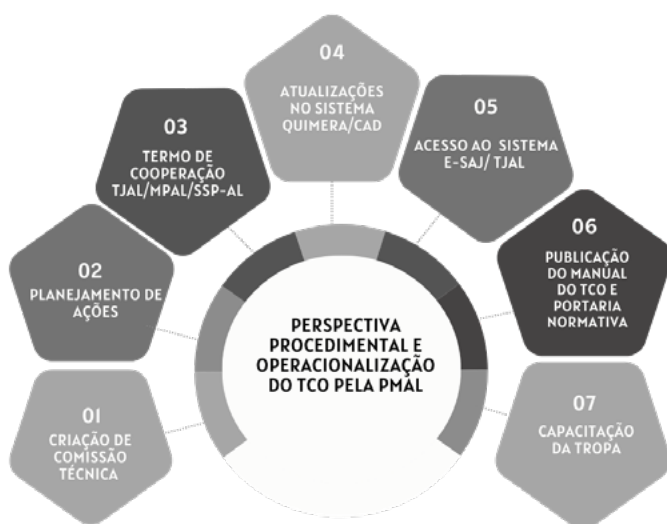 01
CRIAÇÃO DE
COMISSÃO
TÉCNICA
02
PLANEJAMENTO DE
AÇÕES
03
TERMO DE
COOPERAÇÃO
TJAL/MPAL/SSP-AL
04
ATUALIZAÇÕES
NO SISTEMA
QUIMERA/CAD
05
ACESSO AO SISTEMA
E-SAJ/ TJAL
06
PUBLICAÇÃO
DO MANUAL
DO TCO E
PORTARIA
NORMATIVA
07
CAPACITAÇÃO
DA TROPA
PERSPECTIVA
PROCEDIMENTAL E
OPERACIONALIZAÇÃO
DO TCO PELA PMAL